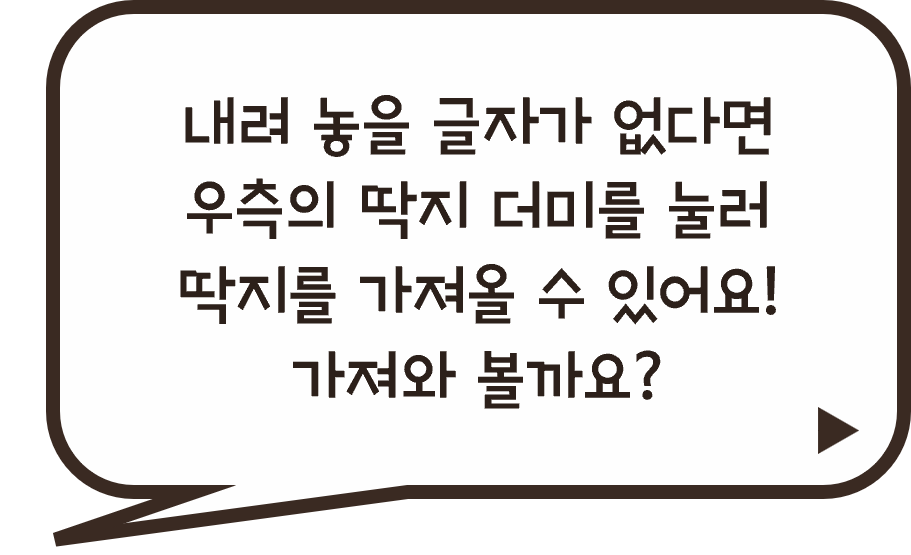 내려 놓을 글자가 없다면
우측의 딱지 더미를 눌러
딱지를 가져올 수 있어요!
가져와 볼까요?